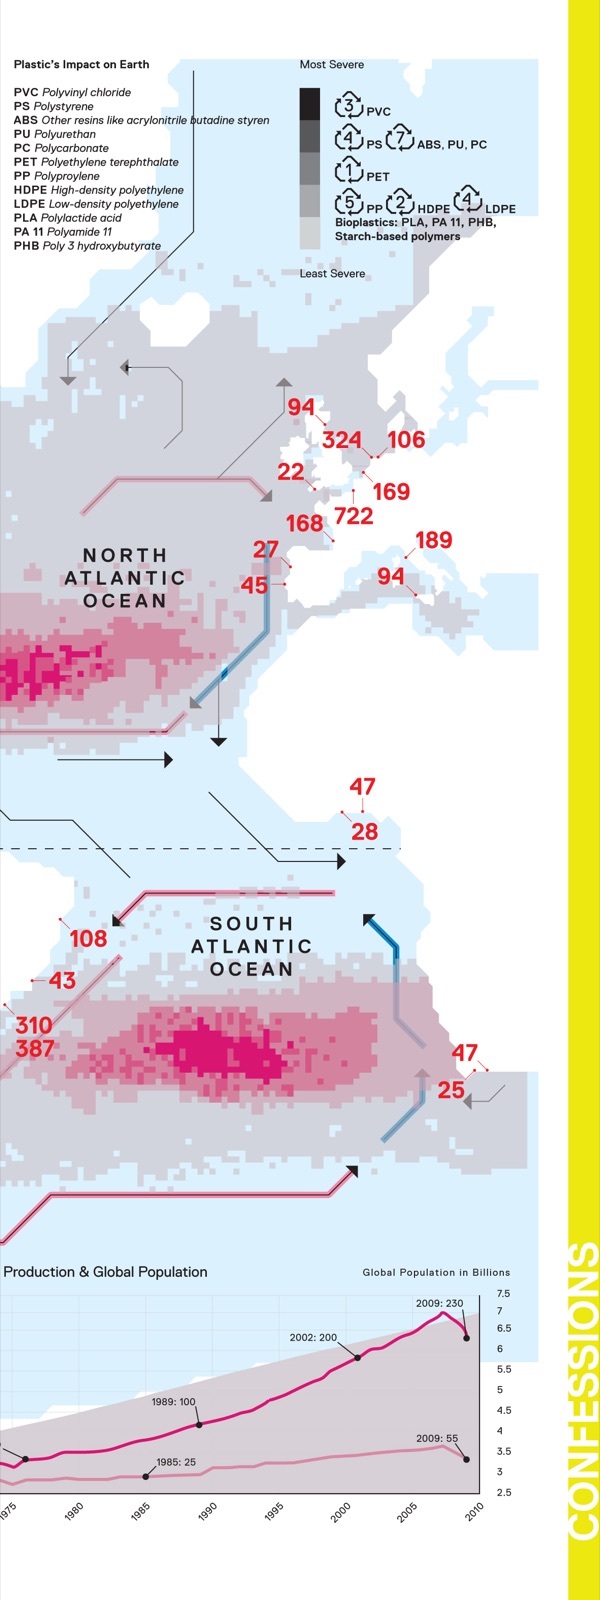 Plastic's Impact on Earth
PVC Polyvinyl chloride
PS Polystyrene
ABS Other resins like acrylonitrile butadine styren
PU Polyurethan
PC Polycarbonate
PET Polyethylene terephthalate
PP Polyproylene
HDPE High-density polyethylene
LDPE Low-density polyethylene
PLA Polylactide acid
PA 11 Polyamide 11
PHB Poly 3 hydroxybutyrate
Most Severe
3 PVC
4 PS 7 ABS, PU, PC
1 PET
5 PP 2 HDPE 4 LDPE
Bioplastics: PLA, PA 11, PHB,
Starch-based polymers
Least Severe
94
324
106
22
169
722
168
27
189
45
94
NORTH
ATLANTIC
OCEAN
47
28
SOUTH
ATLANTIC
OCEAN
108
43
310
387
47
25
Production & Global Population
Global Population in Billions
7.5
7
6.5
6
5.5
5
4.5
4
3.5
3
2.5
2009: 230
2002: 200
1989: 100
2009: 55
1985: 25
1975
1980
1985
1990
1995
2000
2005
2010
CONFESSIONS